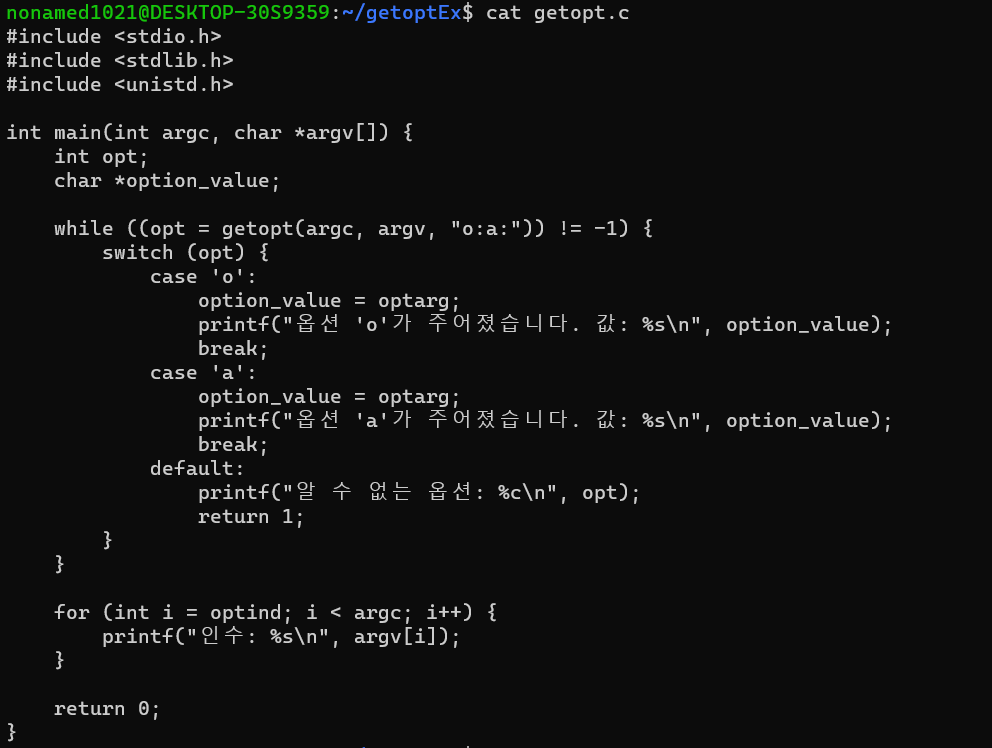 nonamed1021@DESKTOP-30S9359:~/getoptEx$ cat getopt.c
#include <stdio.h>
#include <stdlib.h>
#include <unistd.h>

int main(int argc, char *argv[]) {
    int opt;
    char *option_value;

    while ((opt = getopt(argc, argv, "o:a:")) != -1) {
        switch (opt) {
            case 'o':
                option_value = optarg;
                printf("옵션 'o'가 주어졌습니다. 값: %s\n", option_value);
                break;
            case 'a':
                option_value = optarg;
                printf("옵션 'a'가 주어졌습니다. 값: %s\n", option_value);
                break;
            default:
                printf("알 수 없는 옵션: %c\n", opt);
                return 1;
        }
    }

    for (int i = optind; i < argc; i++) {
        printf("인수: %s\n", argv[i]);
    }

    return 0;
}